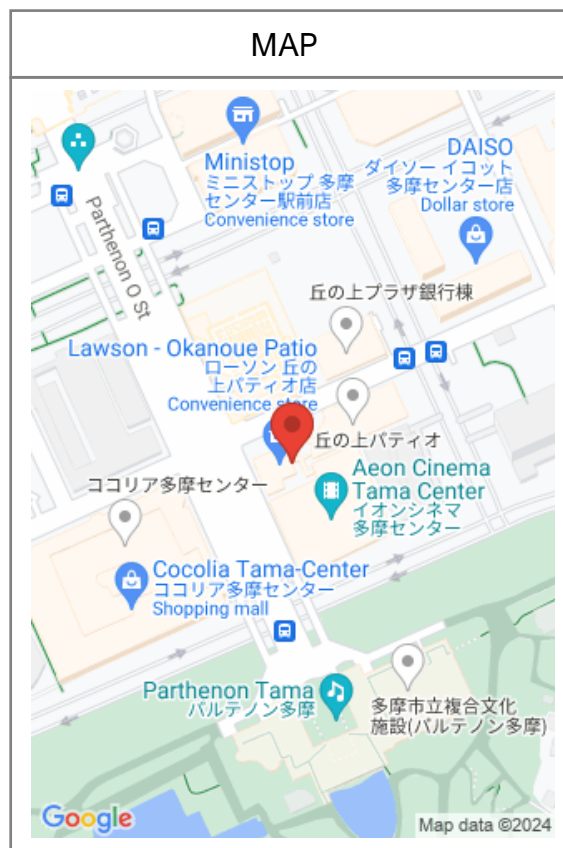 MAP
Ministop
ミニストップ 多摩
センター駅前店
Convenience store
DAISO
ダイソー イコット
多摩センター店
Dollar store
Parthenon O St
丘の上プラザ銀行棟
Lawson - Okanoue Patio
ローソン 丘の
上パティオ店
Convenience store
丘の上パティオ
Aeon Cinema
Tama Center
イオンシネマ
多摩センター
ココリア多摩センター
Cocolia Tama-Center
ココリア多摩センター
Shopping mall
Parthenon Tama
パルテノン多摩
多摩市立複合文化
施設(パルテノン多摩)
Google
Map data ©2024